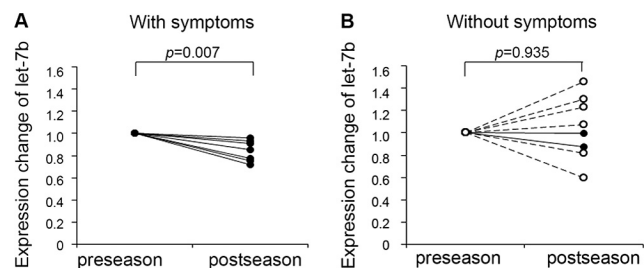 A
With symptoms
p=0.007
Expression change of let-7b
1.6
1.4
1.2
1.0
0.8
0.6
0.4
0.2
0
preseason postseason
B
Without symptoms
p=0.935
Expression change of let-7b
1.6
1.4
1.2
1.0
0.8
0.6
0.4
0.2
0
preseason postseason